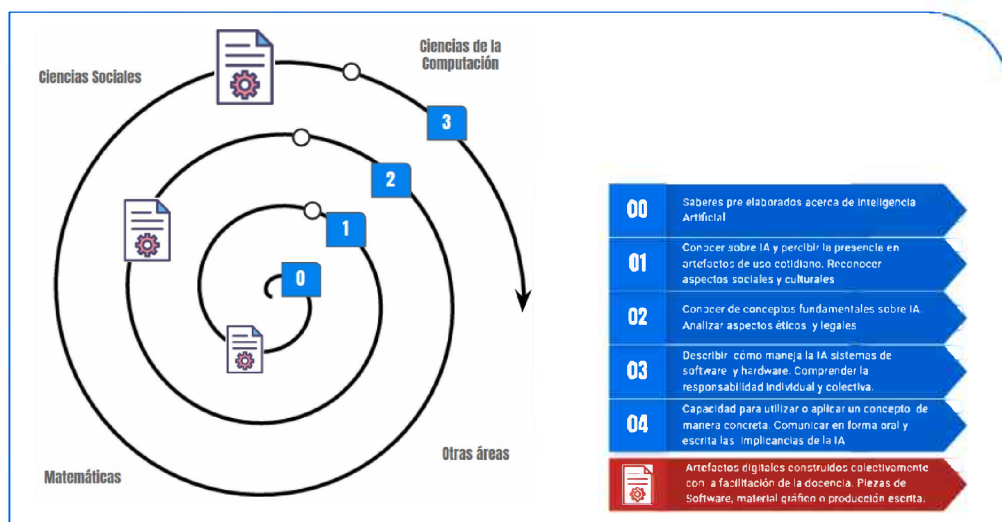 Ciencias Sociales
Ciencias de la
Computación
3
2
1
0
Matemáticas
Otras áreas
00
Saberes pre elaborados acerca de Inteligencia
Artificial
01
Conocer sobre IA y percibir la presencia en
artefactos de uso cotidiano. Reconocer
aspectos sociales y culturales
02
Conocer de conceptos fundamentales sobre IA.
Analizar aspectos éticos y legales
03
Describir cómo maneja la IA sistemas de
software y hardware. Comprender la
responsabilidad individual y colectiva.
04
Capacidad para utilizar o aplicar un concepto de
manera concreta. Comunicar en forma oral y
escrita las implicancias de la IA
Artefactos digitales construidos colectivamente
con a facilitación de la docencia. Piezas de
Software, material gráfico o producción escrita.